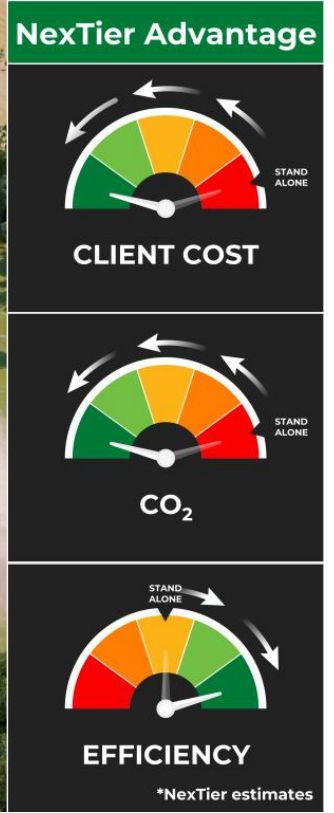 NexTier Advantage
STAND
ALONE
CLIENT COST
STAND
ALONE
CO₂
STAND
ALONE
EFFICIENCY
*NexTier estimates